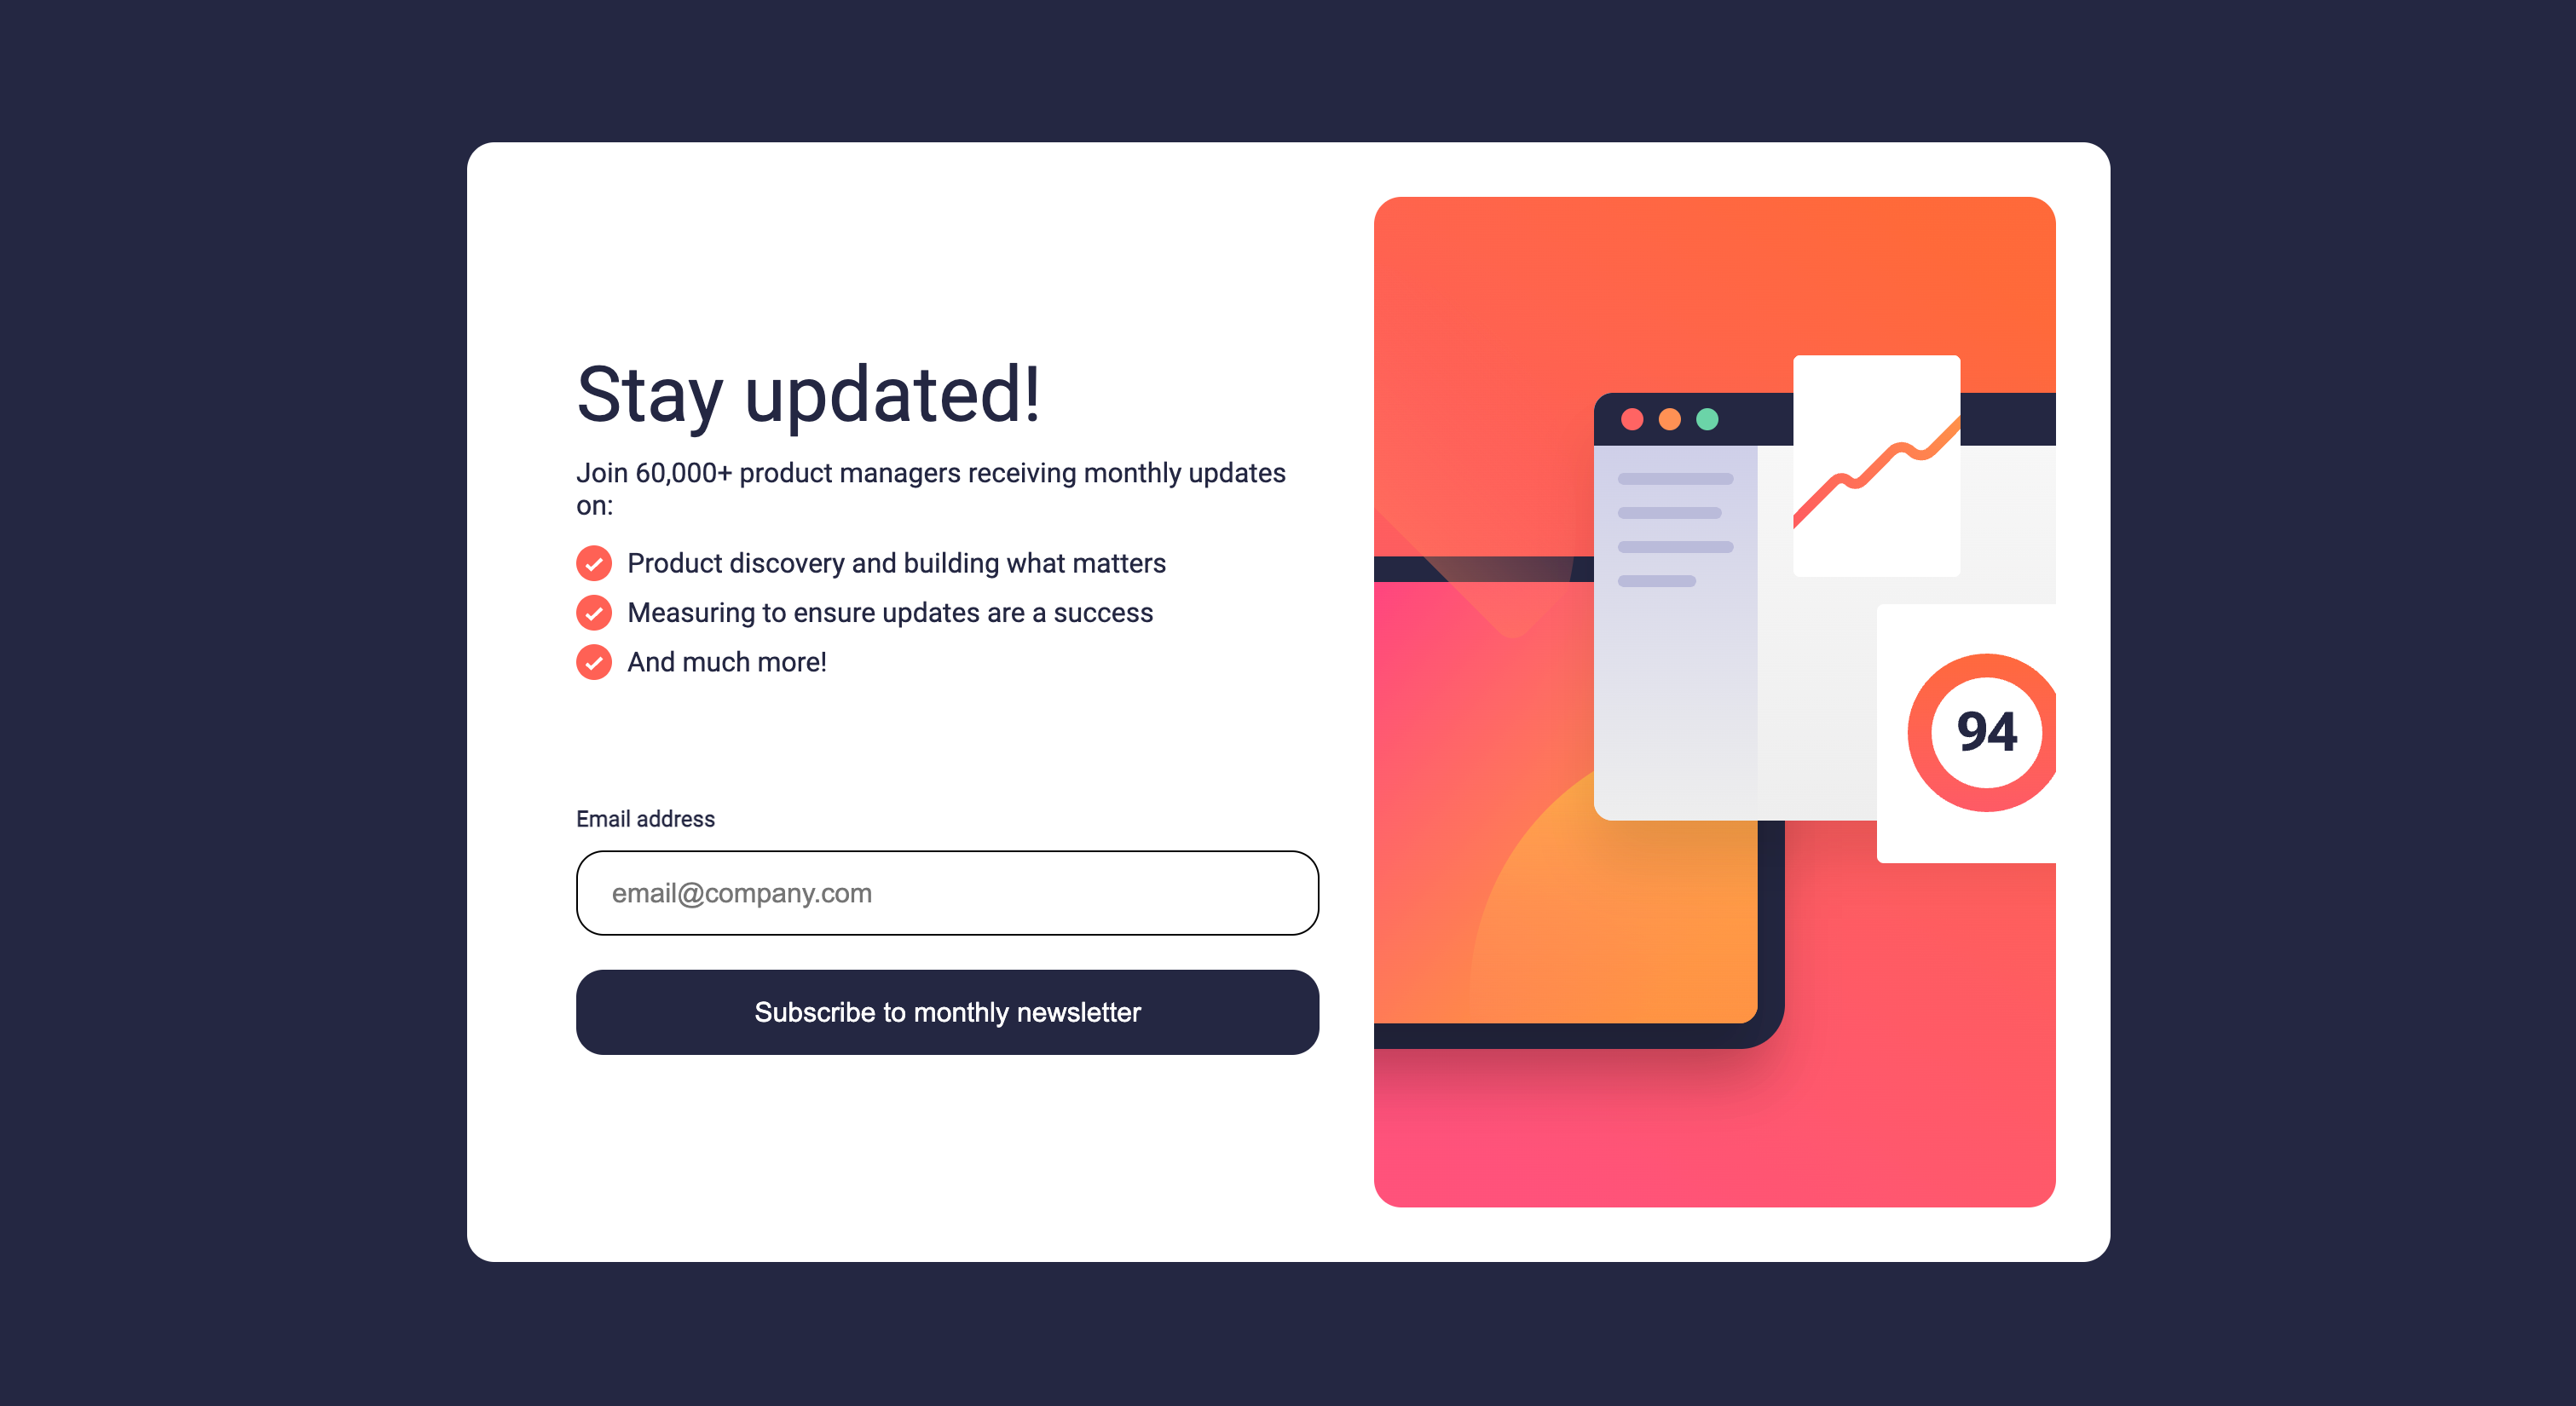 Stay updated!
Join 60,000+ product managers receiving monthly updates
on:
Product discovery and building what matters
Measuring to ensure updates are a success
And much more!
Email address
email@company.com
Subscribe to monthly newsletter
94